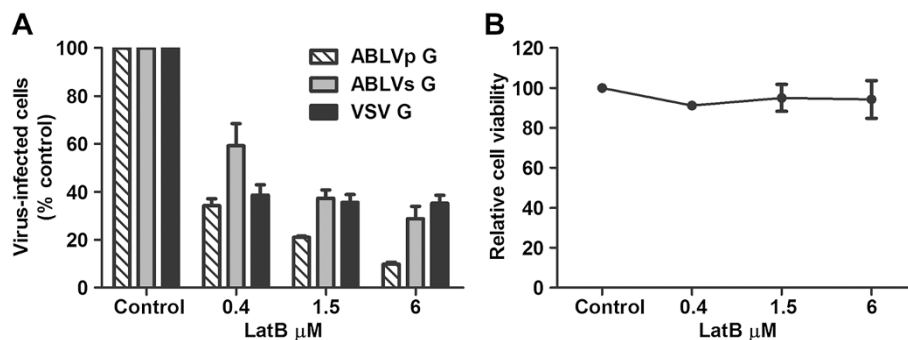 A
Virus-infected cells
(% control)
100
80
60
40
20
0
ABLVp G
ABLVs G
VSV G
Control 0.4 1.5 6
LatB μM
B
Relative cell viability
120
100
80
60
40
20
0
Control 0.4 1.5 6
LatB μM